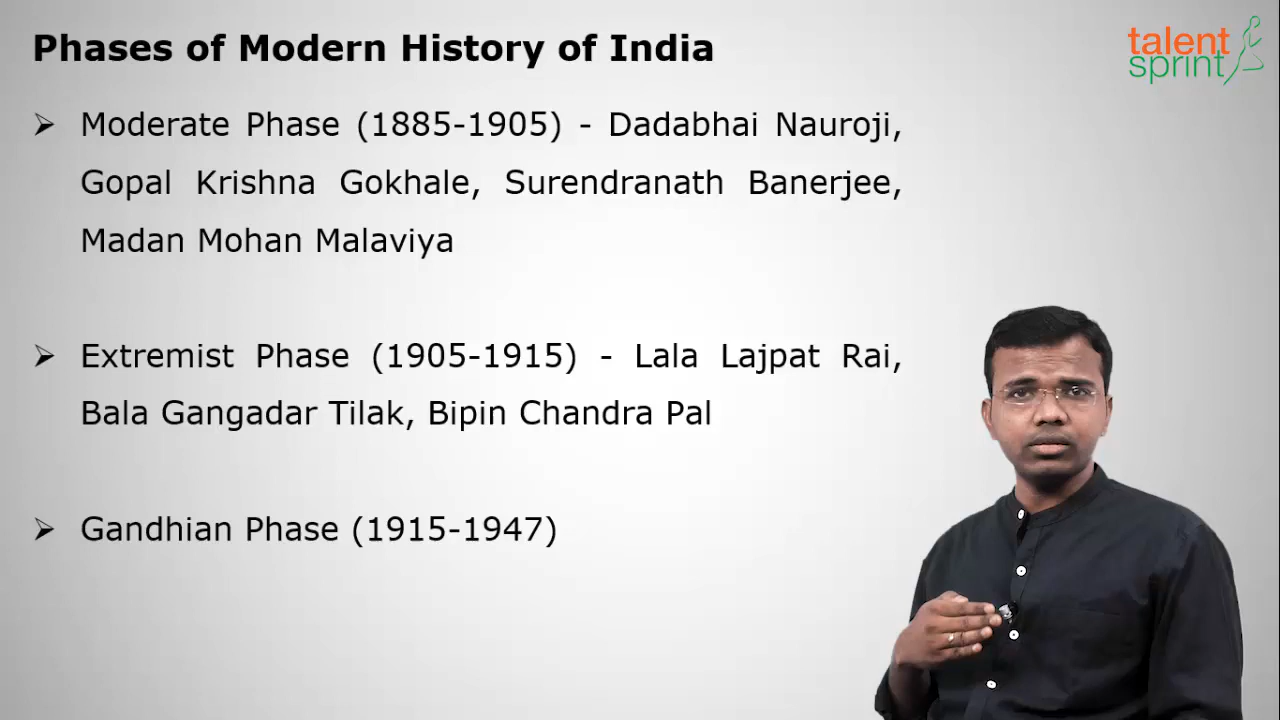 Phases of Modern History of India
talent
sprint
➢ Moderate Phase (1885-1905) - Dadabhai Nauroji,
Gopal Krishna Gokhale, Surendranath Banerjee,
Madan Mohan Malaviya
➢ Extremist Phase (1905-1915) - Lala Lajpat Rai,
Bala Gangadar Tilak, Bipin Chandra Pal
➢ Gandhian Phase (1915-1947)